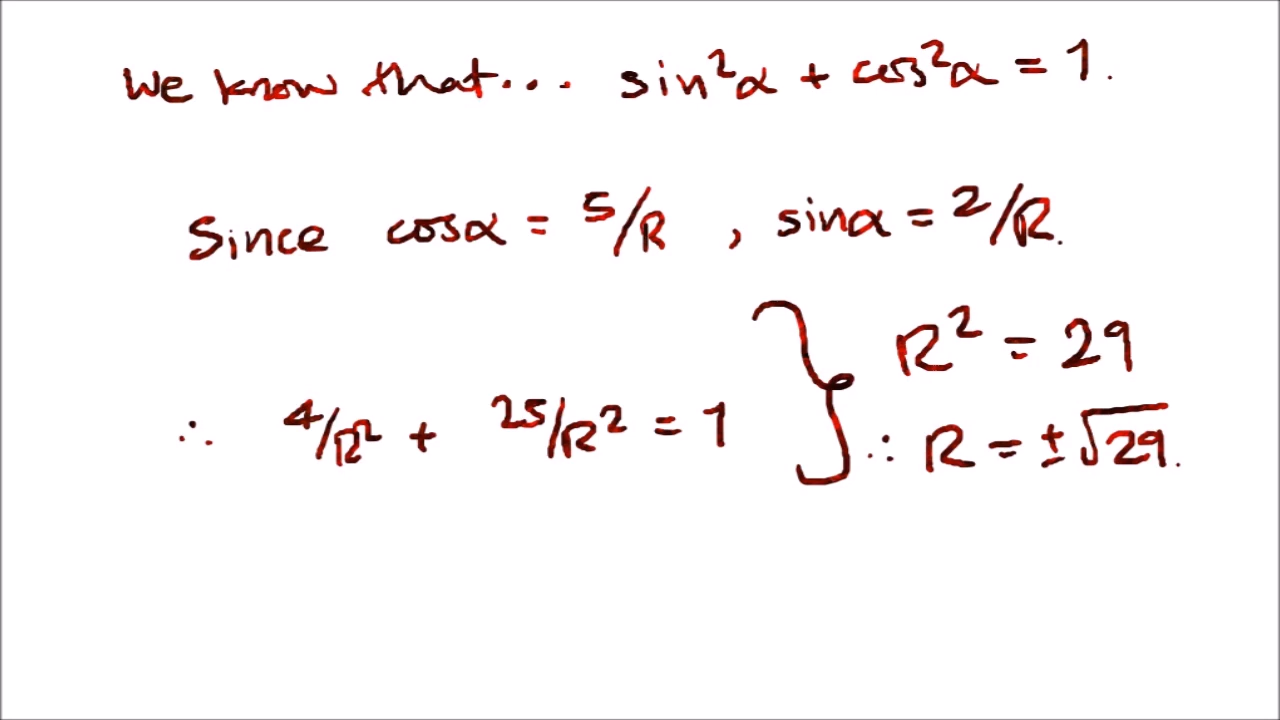 We know that... sin²α + cos²α = 1.
Since cosα = 5/R , sinα = 2/R.
R² = 29
∴ 4/R² + 25/R² = 1
∴ R = ±√29.